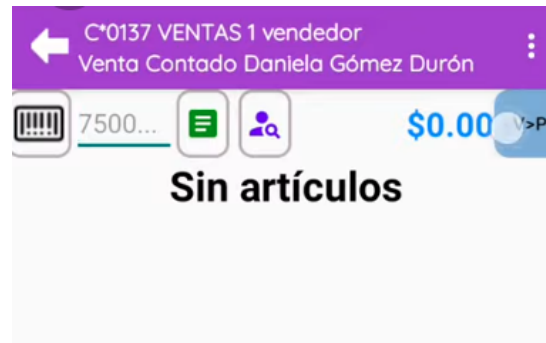 C*0137 VENTAS 1 vendedor
Venta Contado Daniela Gómez Durón
7500... $0.00 V>P
Sin artículos